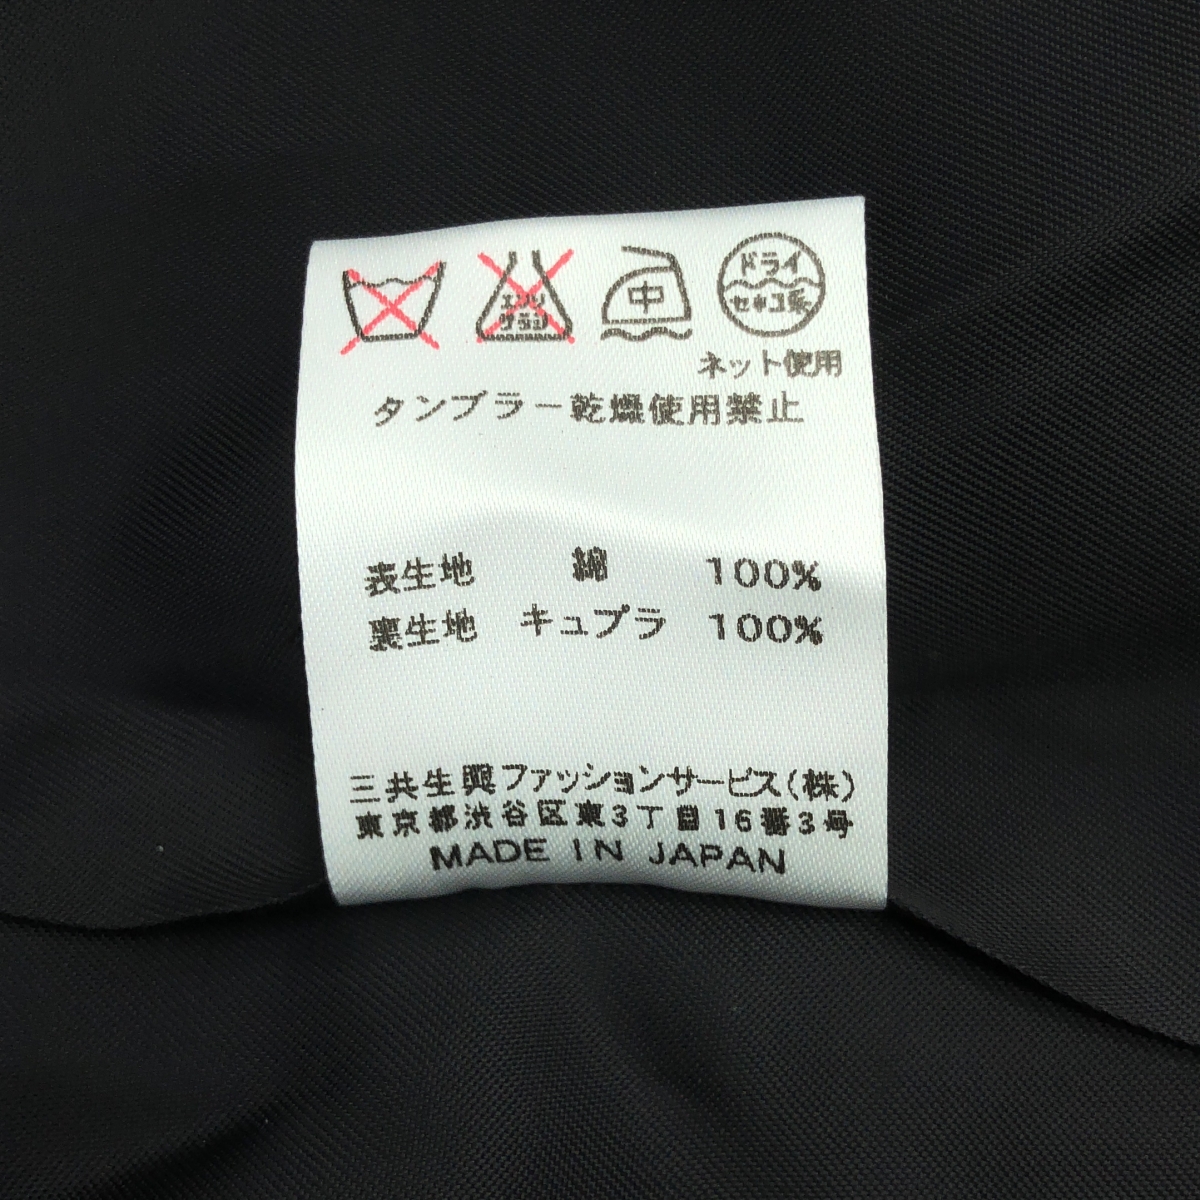 エンソ
サラシ
中
ドライ
セキユ系
ネット使用
タンブラー乾燥使用禁止
表生地 綿 100%
裏生地 キュプラ 100%
三共生興ファッションサービス(株)
東京都渋谷区東3丁目16番3号
MADE IN JAPAN